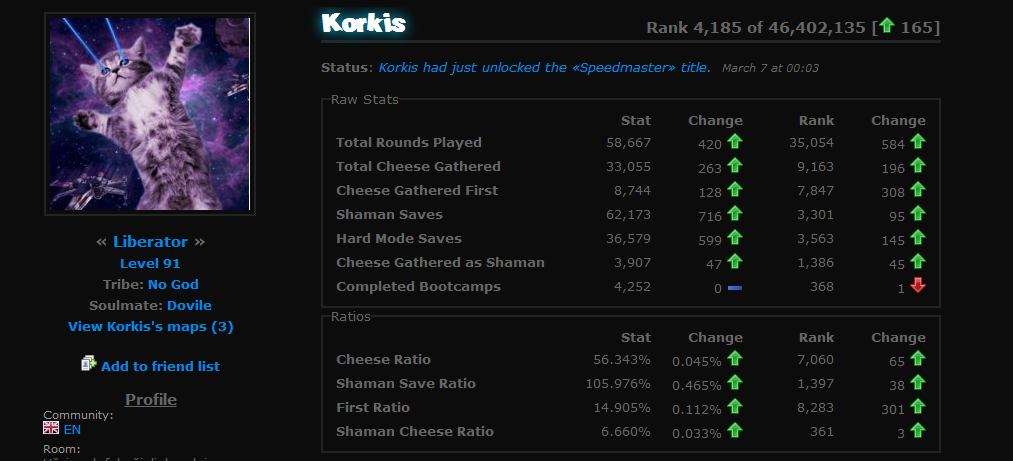 Korkis
Rank 4,185 of 46,402,135 [ 165]
Status: Korkis had just unlocked the «Speedmaster» title. March 7 at 00:03
Raw Stats
Stat Change Rank Change
Total Rounds Played 58,667 420 35,054 584
Total Cheese Gathered 33,055 263 9,163 196
Cheese Gathered First 8,744 128 7,847 308
Shaman Saves 62,173 716 3,301 95
Hard Mode Saves 36,579 599 3,563 145
Cheese Gathered as Shaman 3,907 47 1,386 45
Completed Bootcamps 4,252 0 368 1
Ratios
Stat Change Rank Change
Cheese Ratio 56.343% 0.045% 7,060 65
Shaman Save Ratio 105.976% 0.465% 1,397 38
First Ratio 14.905% 0.112% 8,283 301
Shaman Cheese Ratio 6.660% 0.033% 361 3
« Liberator »
Level 91
Tribe: No God
Soulmate: Dovile
View Korkis's maps (3)
Add to friend list
Profile
Community:
EN
Room: